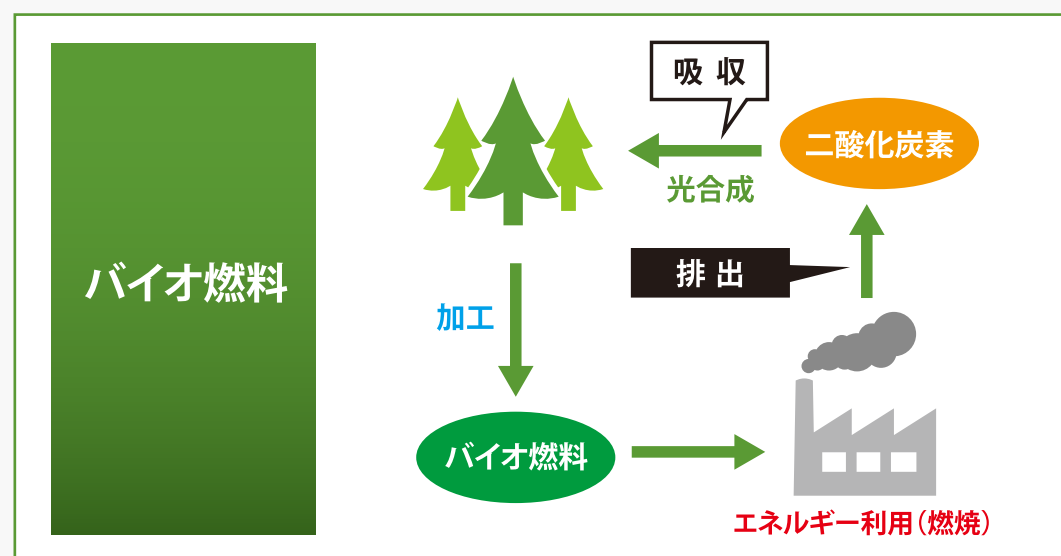 バイオ燃料
吸収
二酸化炭素
光合成
排出
加工
バイオ燃料
エネルギー利用(燃焼)